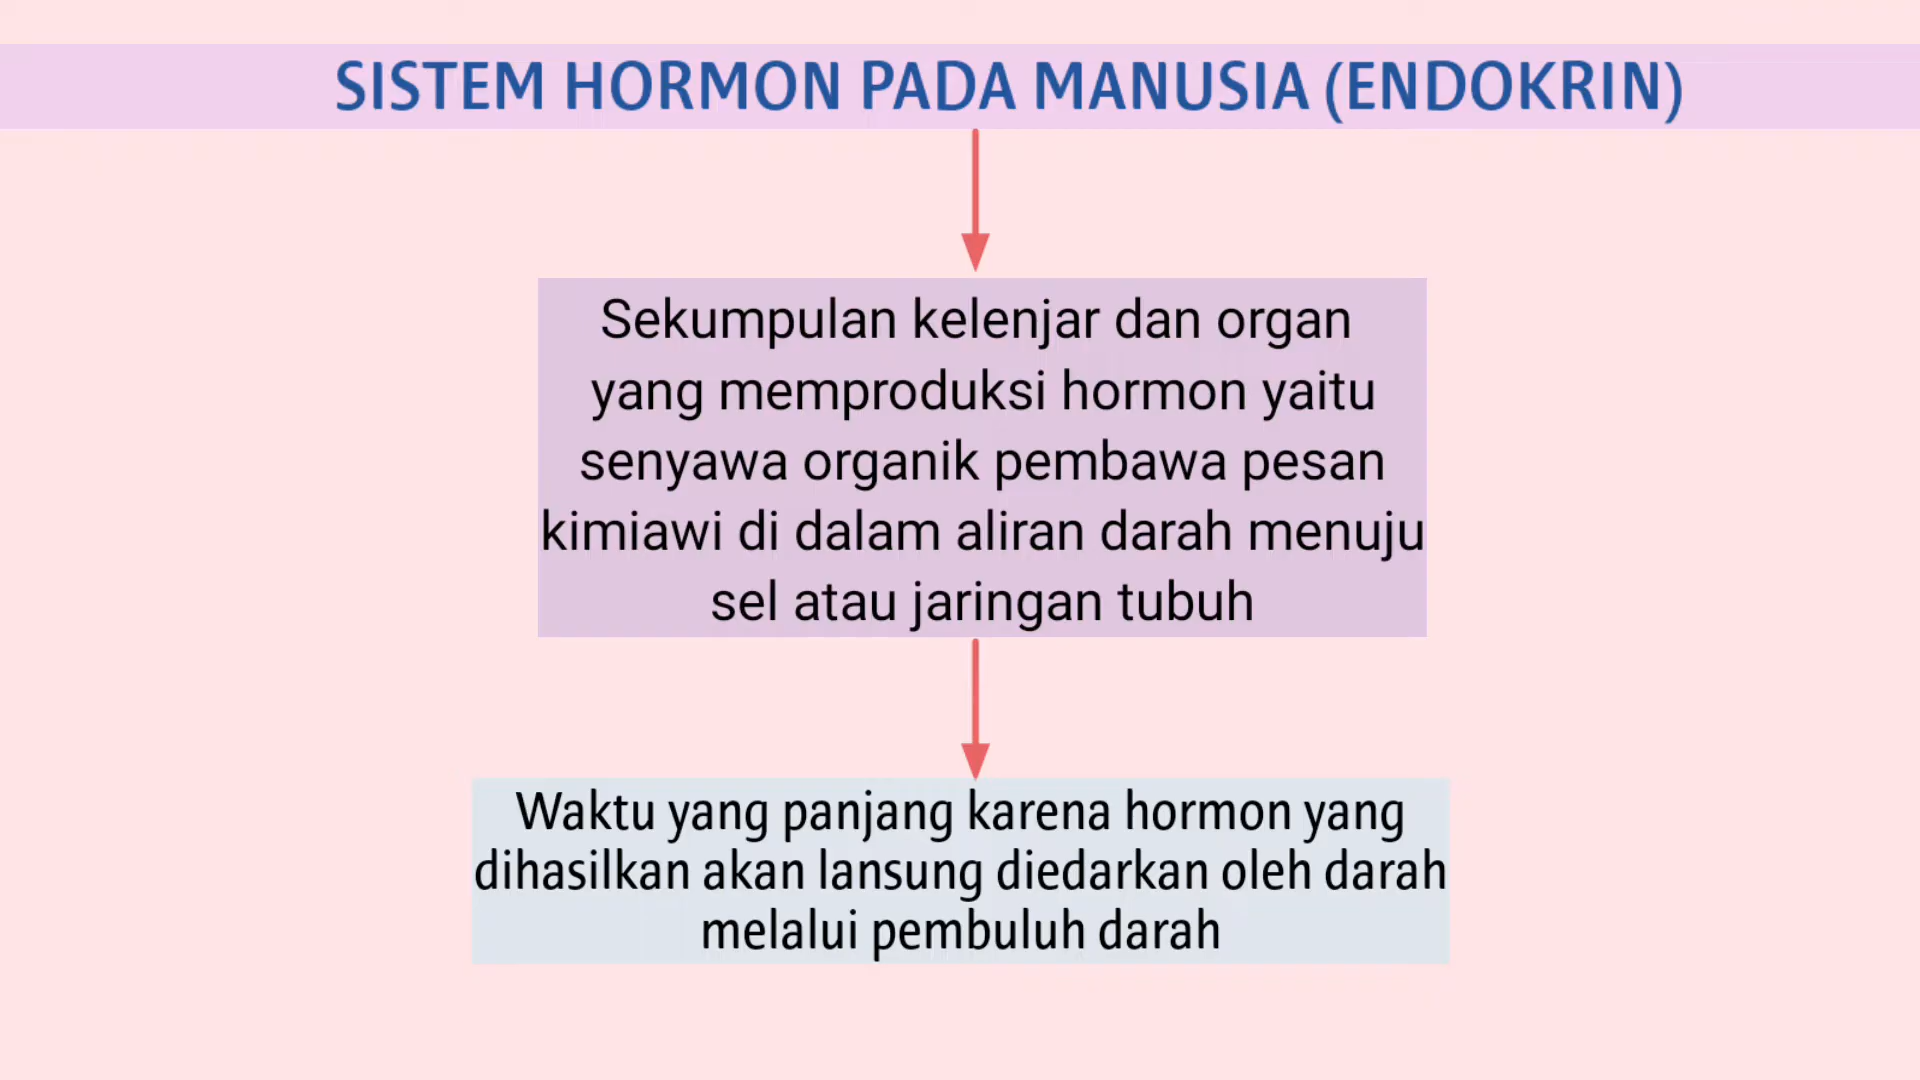 SISTEM HORMON PADA MANUSIA (ENDOKRIN)
Sekumpulan kelenjar dan organ
yang memproduksi hormon yaitu
senyawa organik pembawa pesan
kimiawi di dalam aliran darah menuju
sel atau jaringan tubuh
Waktu yang panjang karena hormon yang
dihasilkan akan lansung diedarkan oleh darah
melalui pembuluh darah